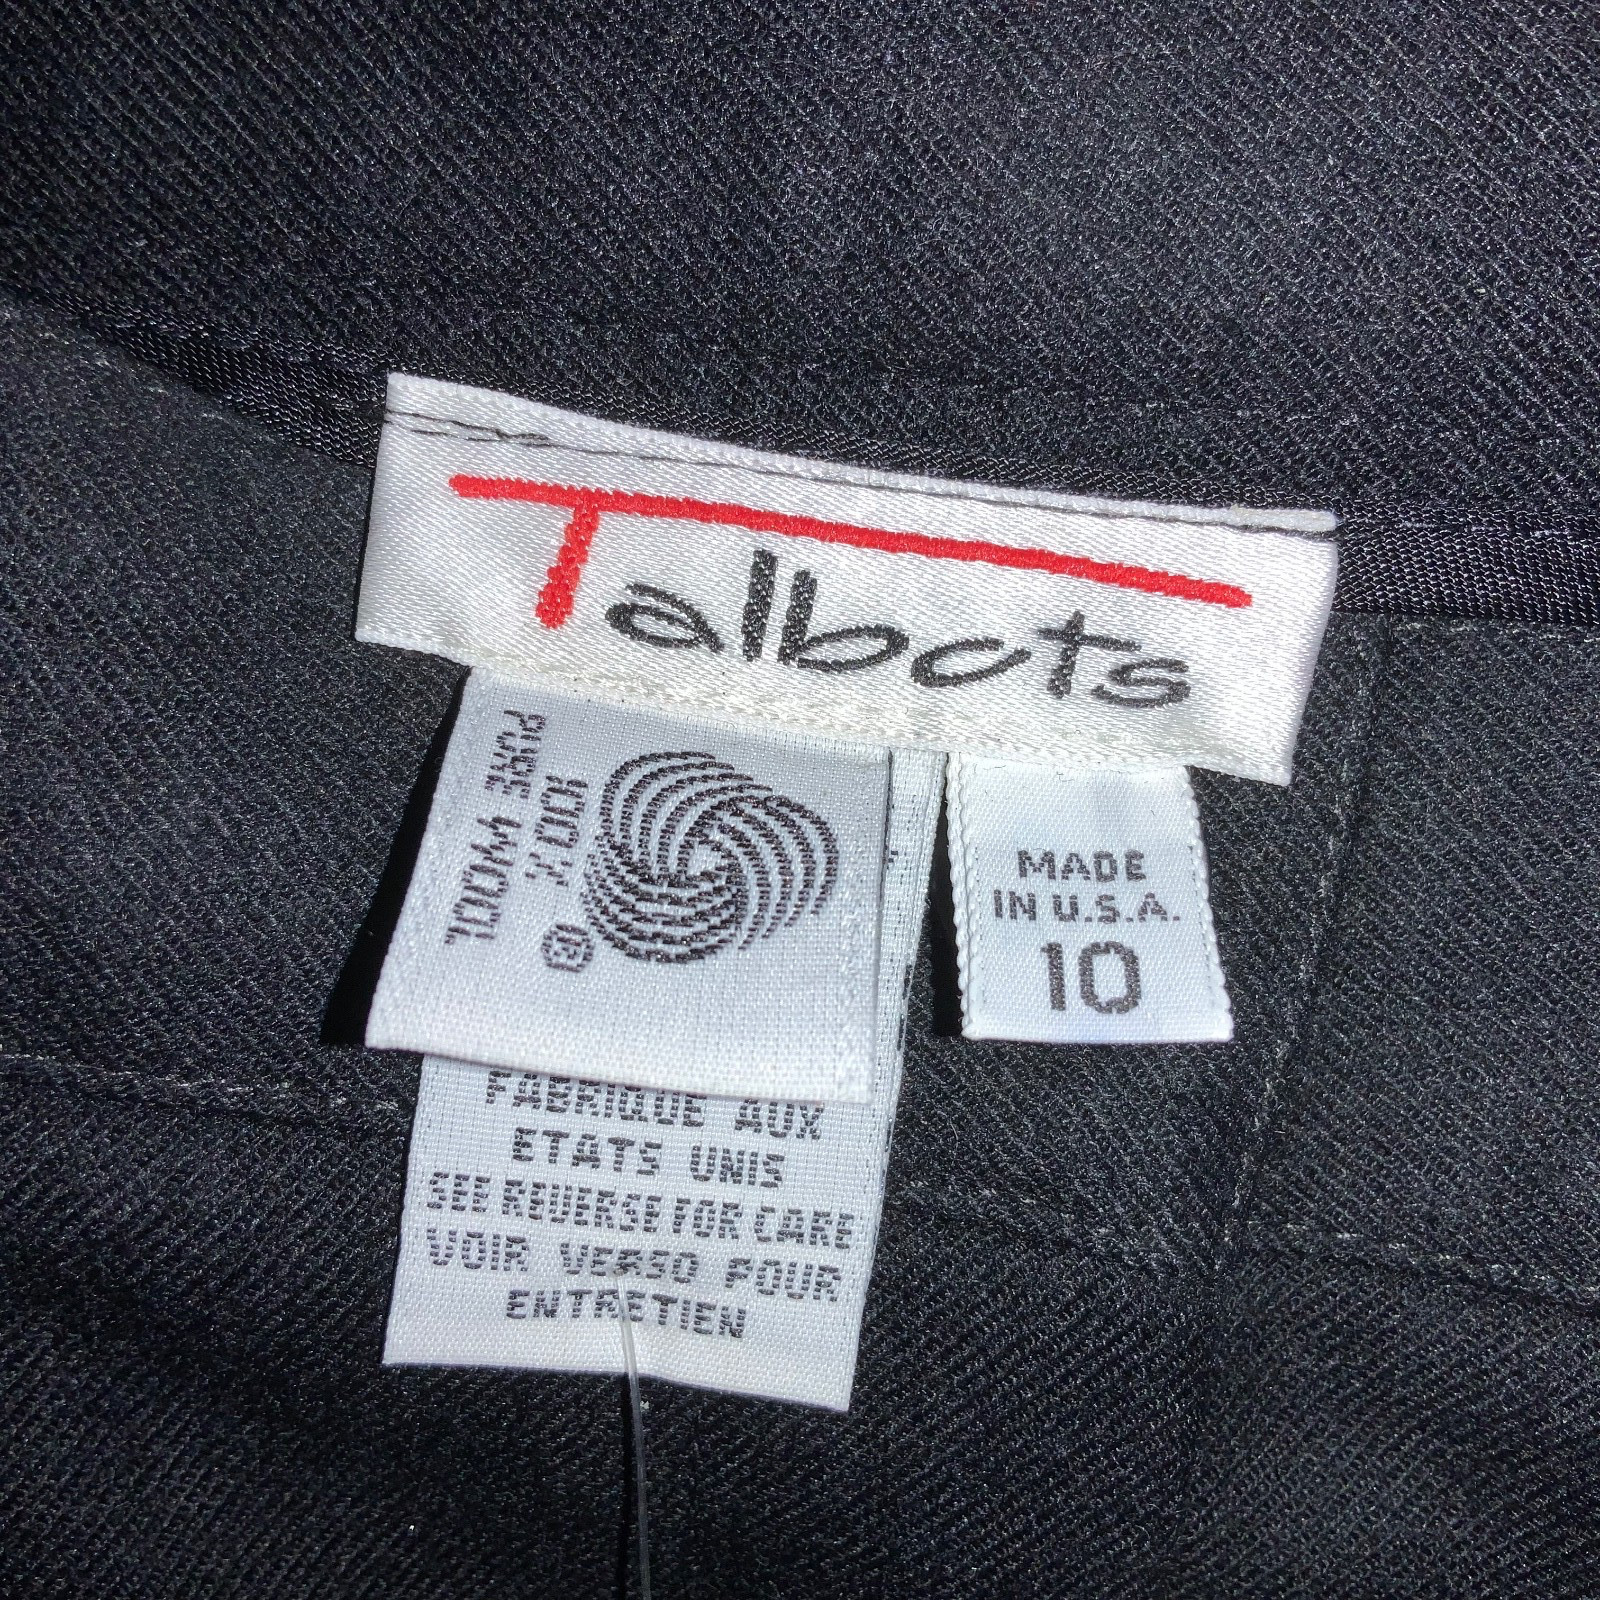 Talbots
PURE WOOL
100%
®
MADE
IN U.S.A.
10
FABRIQUE AUX
ETATS UNIS
SEE REVERSE FOR CARE
VOIR VERSO POUR
ENTRETIEN